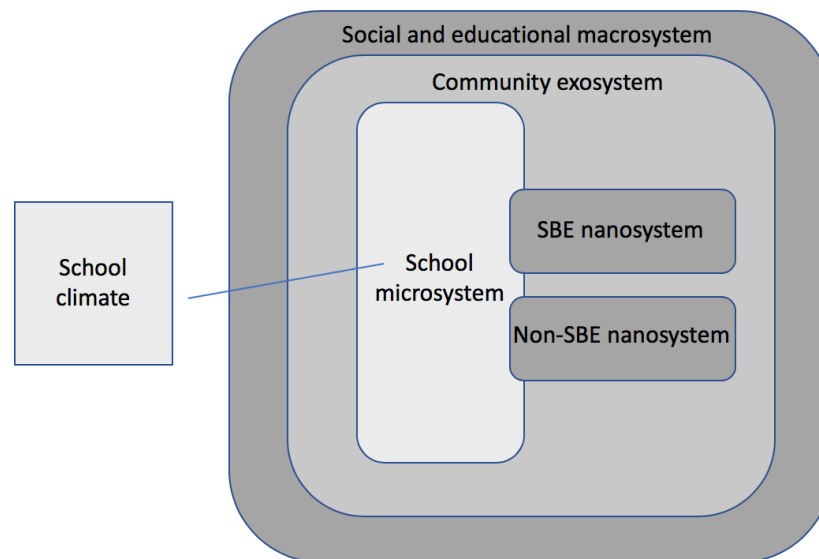 Social and educational macrosystem
Community exosystem
School
climate
School
microsystem
SBE nanosystem
Non-SBE nanosystem